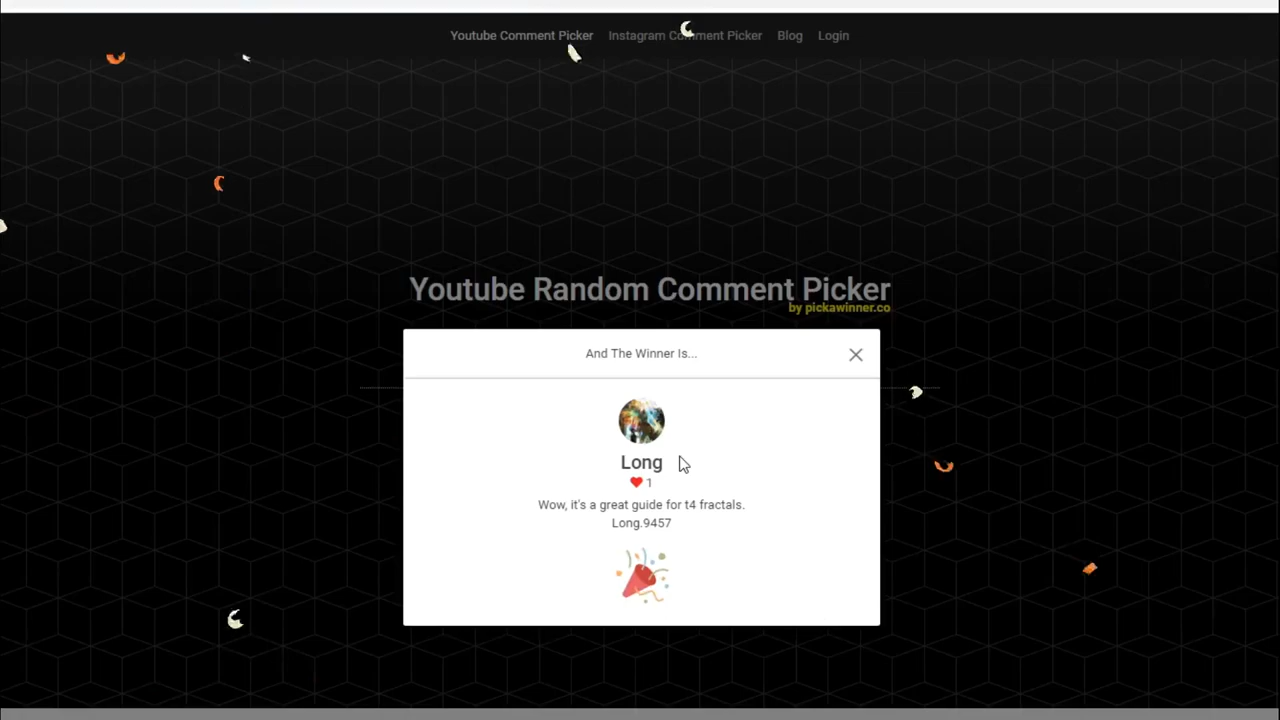 Youtube Comment Picker Instagram Comment Picker Blog Login
Youtube Random Comment Picker
by pickawinner.co
And The Winner Is...
Long
1
Wow, it's a great guide for t4 fractals.
Long.9457